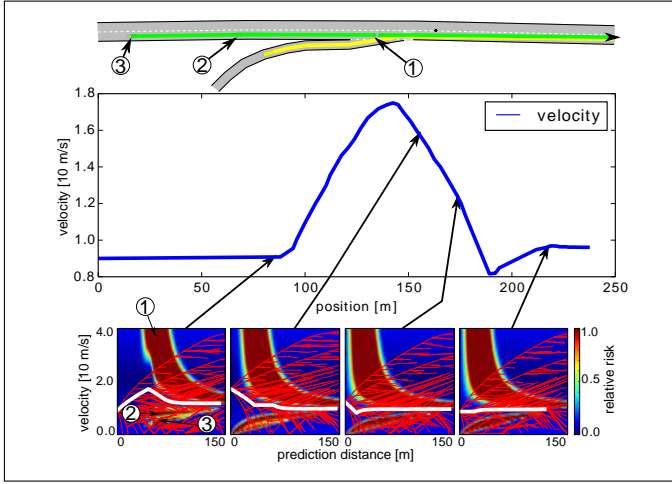 ③ ② ①
1.8
1.6
1.4
1.2
1.0
0.8
velocity [10 m/s]
velocity
0 50 100 150 200 250
position [m]
①
②
③
4.0
2.0
0.0
velocity [10 m/s]
0 150 0 150 0 150 0 150
prediction distance [m]
1.0
0.5
0.0
relative risk